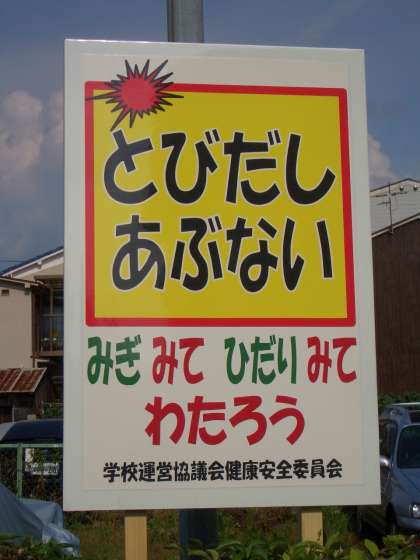 とびだし
あぶない
みぎ みて ひだり みて
わたろう
学校運営協議会健康安全委員会